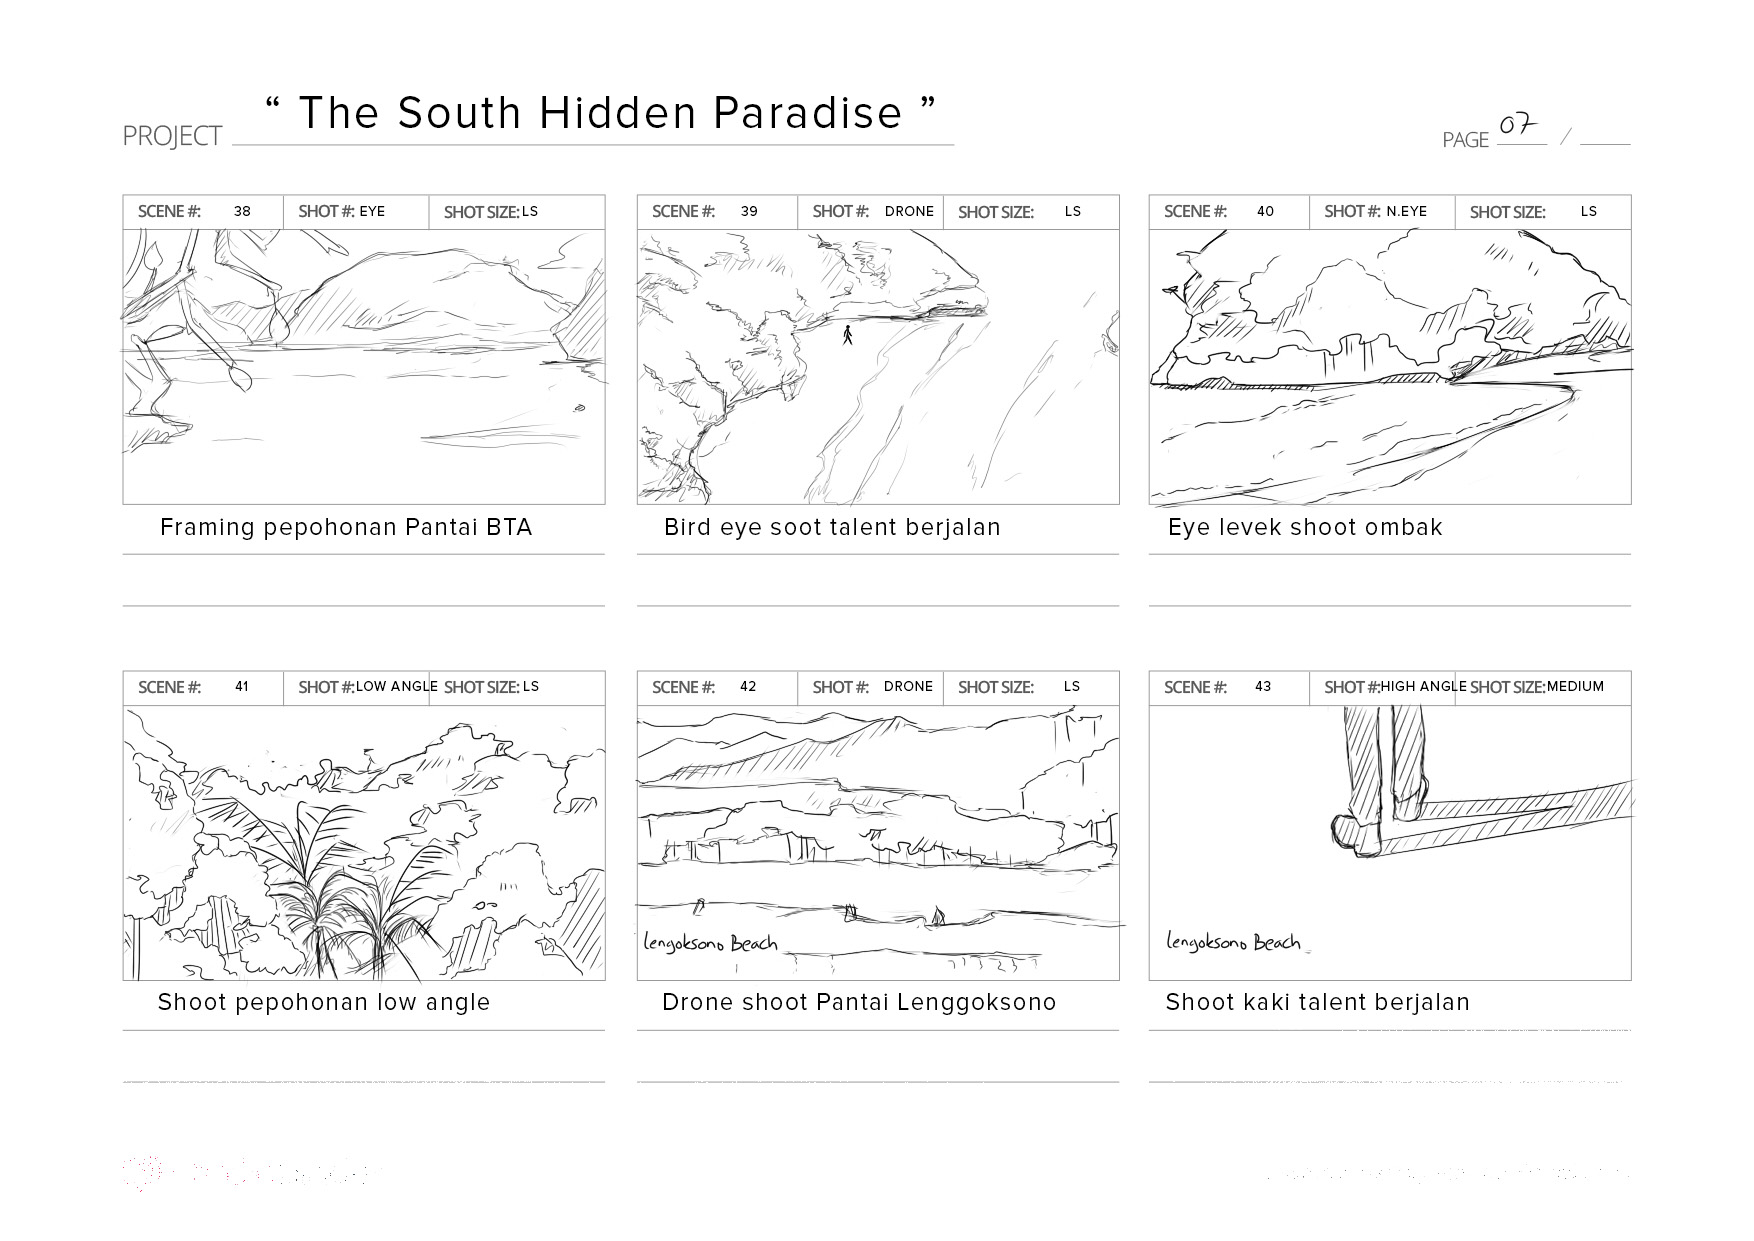 “ The South Hidden Paradise ”
PROJECT
PAGE 07 /
SCENE #: 38 SHOT #: EYE SHOT SIZE: LS
SCENE #: 39 SHOT #: DRONE SHOT SIZE: LS
SCENE #: 40 SHOT #: N.EYE SHOT SIZE: LS
Framing pepohonan Pantai BTA
Bird eye soot talent berjalan
Eye levek shoot ombak
SCENE #: 41 SHOT #: LOW ANGLE SHOT SIZE: LS
SCENE #: 42 SHOT #: DRONE SHOT SIZE: LS
SCENE #: 43 SHOT #: HIGH ANGLE SHOT SIZE: MEDIUM
lengoksono Beach
lengoksono Beach
Shoot pepohonan low angle
Drone shoot Pantai Lenggoksono
Shoot kaki talent berjalan